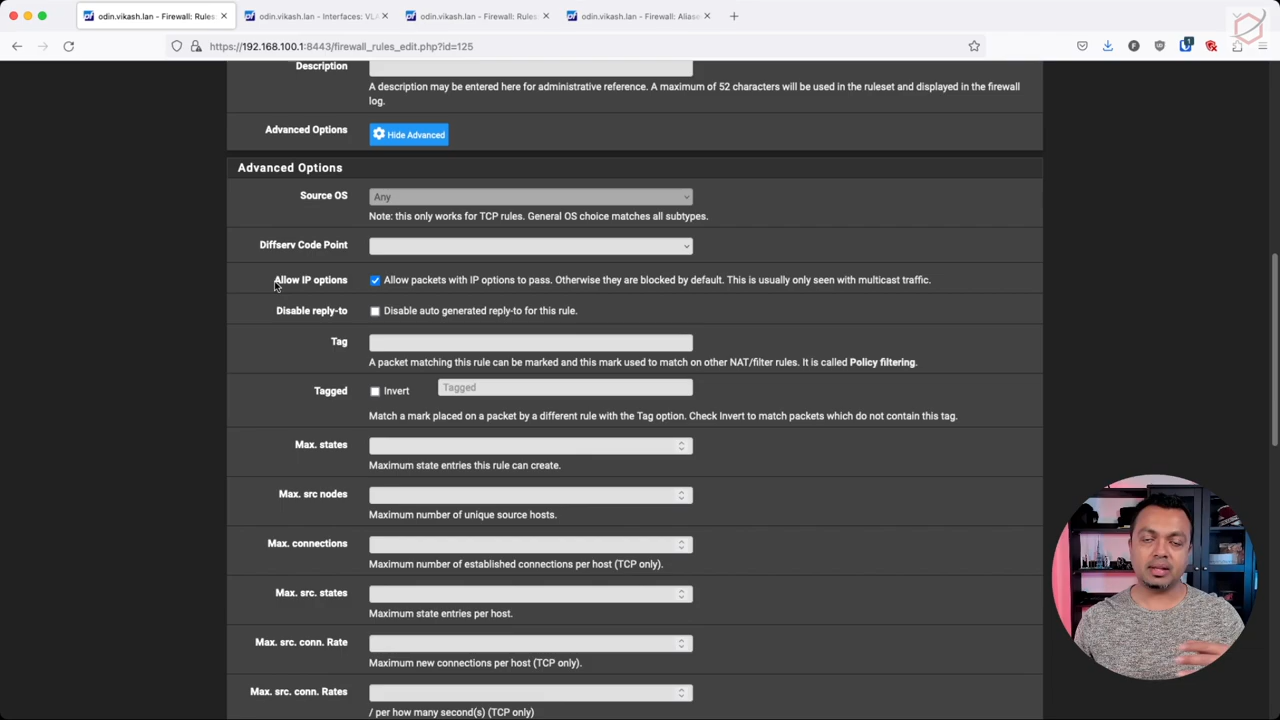 odin.vikash.lan - Firewall: Rules:
odin.vikash.lan - Interfaces: VLA
odin.vikash.lan - Firewall: Rules
odin.vikash.lan - Firewall: Aliase
https://192.168.100.1:8443/firewall_rules_edit.php?id=125
Description
A description may be entered here for administrative reference. A maximum of 52 characters will be used in the ruleset and displayed in the firewall
log.
Advanced Options
Hide Advanced
Advanced Options
Source OS
Any
Note: this only works for TCP rules. General OS choice matches all subtypes.
Diffserv Code Point
Allow IP options
Allow packets with IP options to pass. Otherwise they are blocked by default. This is usually only seen with multicast traffic.
Disable reply-to
Disable auto generated reply-to for this rule.
Tag
A packet matching this rule can be marked and this mark used to match on other NAT/filter rules. It is called Policy filtering.
Tagged
Invert
Tagged
Match a mark placed on a packet by a different rule with the Tag option. Check Invert to match packets which do not contain this tag.
Max. states
Maximum state entries this rule can create.
Max. src nodes
Maximum number of unique source hosts.
Max. connections
Maximum number of established connections per host (TCP only).
Max. src. states
Maximum state entries per host.
Max. src. conn. Rate
Maximum new connections per host (TCP only).
Max. src. conn. Rates
/ per how many second(s) (TCP only)